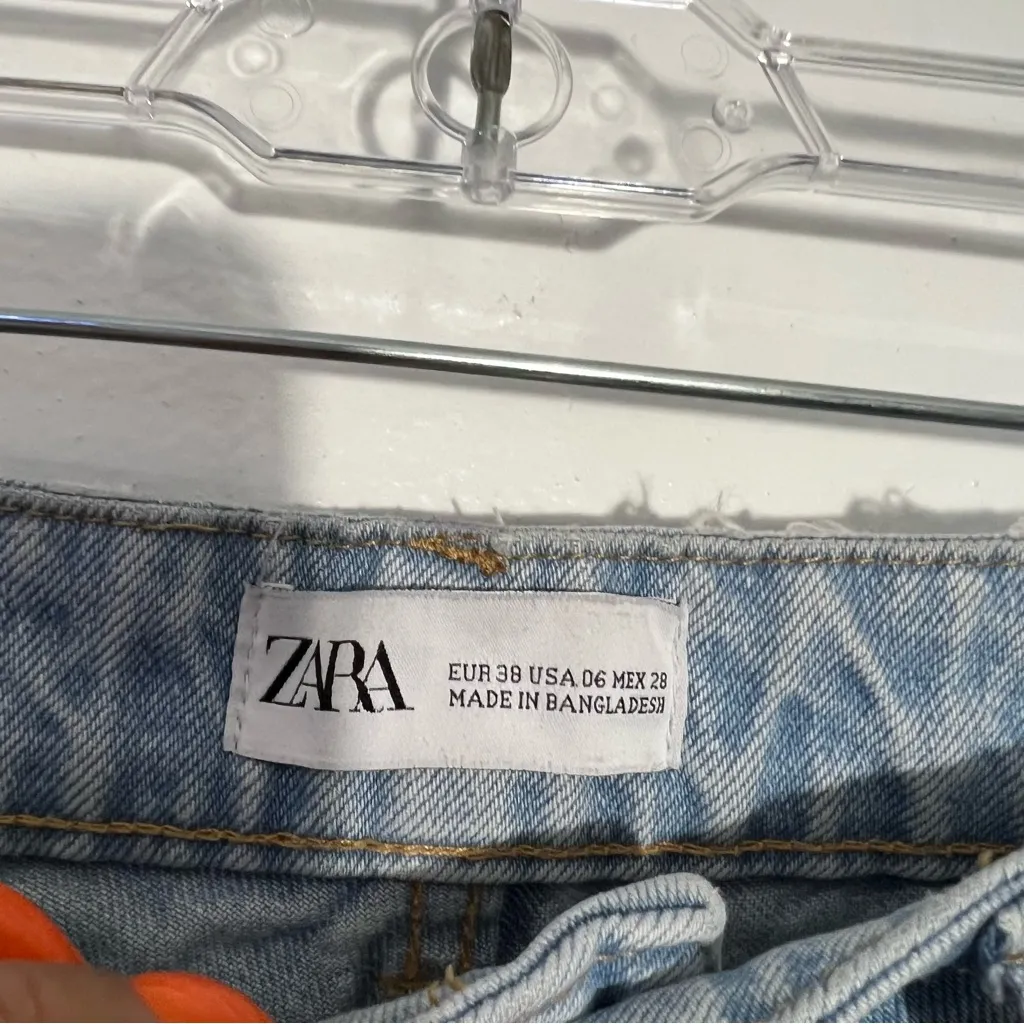 ZARA
EUR 38 USA 06 MEX 28
MADE IN BANGLADESH